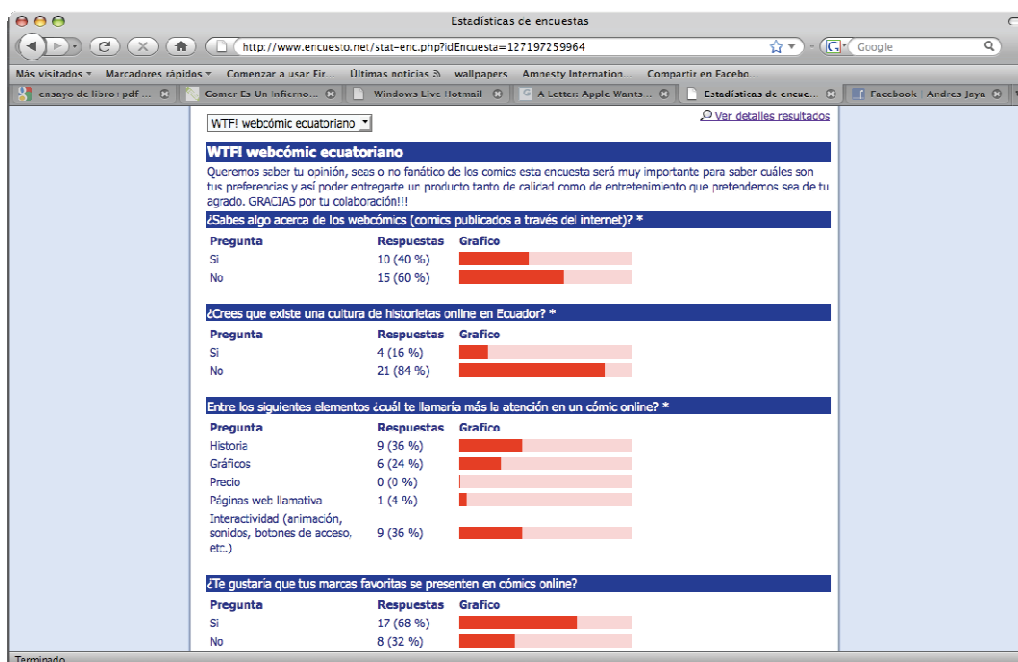 Estadísticas de encuestas
http://www.encuesto.net/stat-enc.php?idEncuesta=127197259964
Google
Más visitados Marcadores rápidos Comenzar a usar Fir... Últimas noticias wallpapers Amnesty Internation... Compartir en Facebo...
ensayo de libro: pdf ... Comer Es Un Infierno... Windows Live Hotmail A Letter: Apple Wants ... Estadísticas de encue... Facebook | Andrea Jaya
WTF! webcómic ecuatoriano
Ver detalles resultados
WTF! webcómic ecuatoriano
Queremos saber tu opinión, seas o no fanático de los comics esta encuesta será muy importante para saber cuáles son
tus preferencias y así poder entregarte un producto tanto de calidad como de entretenimiento que pretendemos sea de tu
agrado. GRACIAS por tu colaboración!!!
¿Sabes algo acerca de los webcómics (comics publicados a través del internet)? *
Pregunta Respuestas Grafico
Si 10 (40 %)
No 15 (60 %)
¿Crees que existe una cultura de historietas online en Ecuador? *
Pregunta Respuestas Grafico
Si 4 (16 %)
No 21 (84 %)
Entre los siguientes elementos ¿cuál te llamaría más la atención en un cómic online? *
Pregunta Respuestas Grafico
Historia 9 (36 %)
Gráficos 6 (24 %)
Precio 0 (0 %)
Páginas web llamativa 1 (4 %)
Interactividad (animación,
sonidos, botones de acceso, 9 (36 %)
etc.)
¿Te gustaría que tus marcas favoritas se presenten en cómics online?
Pregunta Respuestas Grafico
Si 17 (68 %)
No 8 (32 %)
Terminado